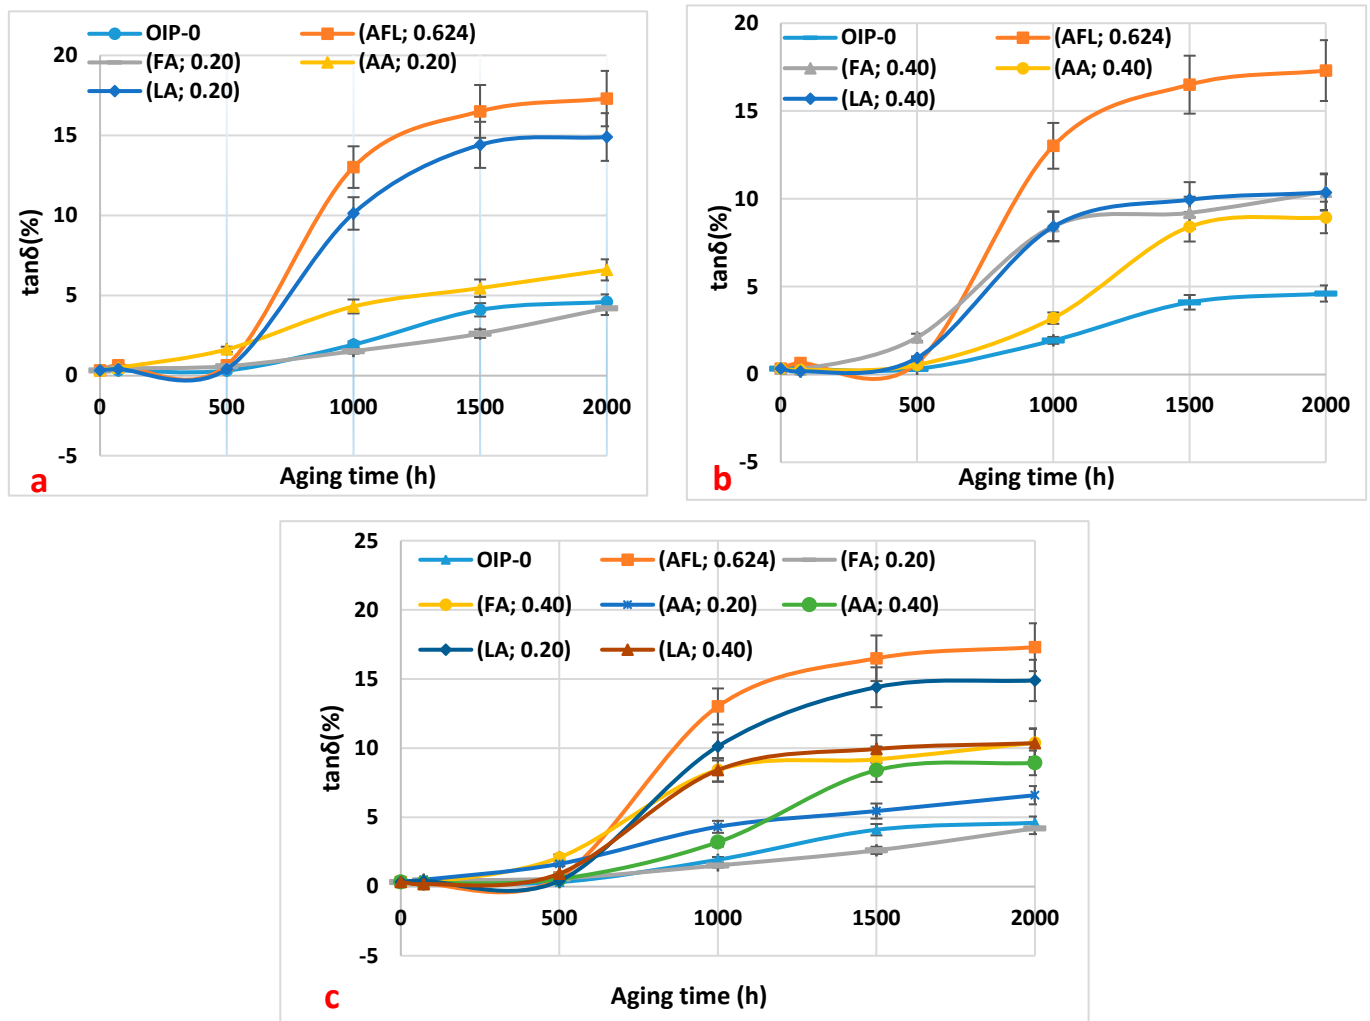 OIP-0 (AFL; 0.624)
(FA; 0.20) (AA; 0.20)
(LA; 0.20)
20
15
10
5
0
-5
tanδ(%)
0 500 1000 1500 2000
Aging time (h)
a
OIP-0 (AFL; 0.624)
(FA; 0.40) (AA; 0.40)
(LA; 0.40)
20
15
10
5
0
-5
tanδ(%)
0 500 1000 1500 2000
Aging time (h)
b
OIP-0 (AFL; 0.624) (FA; 0.20)
(FA; 0.40) (AA; 0.20) (AA; 0.40)
(LA; 0.20) (LA; 0.40)
25
20
15
10
5
0
-5
tanδ(%)
0 500 1000 1500 2000
Aging time (h)
c